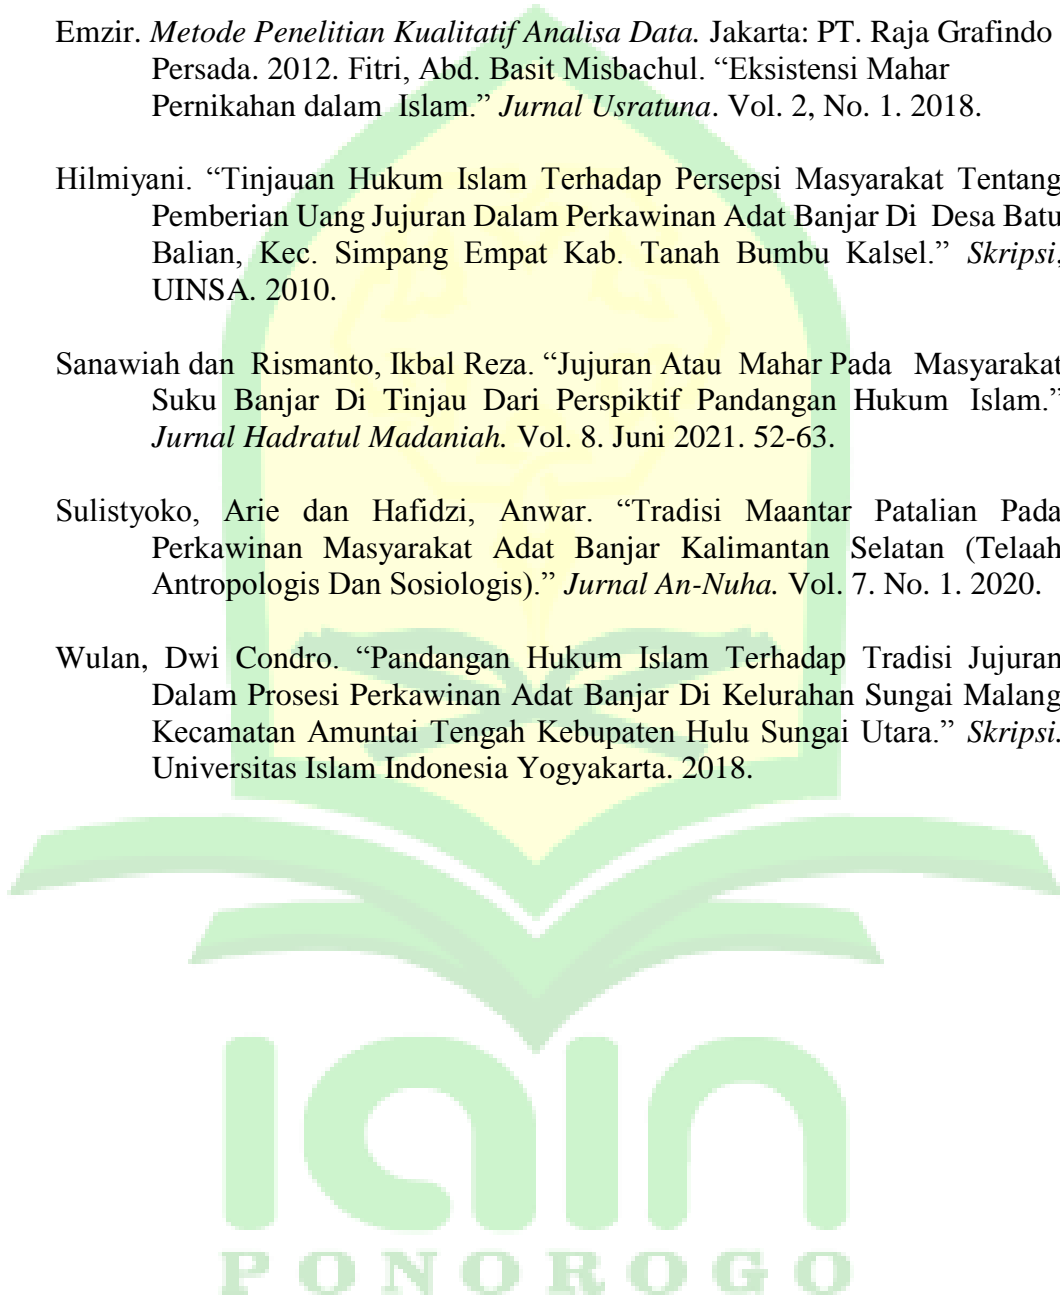 Emzir. Metode Penelitian Kualitatif Analisa Data. Jakarta: PT. Raja Grafindo
Persada. 2012. Fitri, Abd. Basit Misbachul. “Eksistensi Mahar
Pernikahan dalam Islam.” Jurnal Usratuna. Vol. 2, No. 1. 2018.
Hilmiyani. “Tinjauan Hukum Islam Terhadap Persepsi Masyarakat Tentang
Pemberian Uang Jujuran Dalam Perkawinan Adat Banjar Di Desa Batu
Balian, Kec. Simpang Empat Kab. Tanah Bumbu Kalsel.” Skripsi,
UINSA. 2010.
Sanawiah dan Rismanto, Ikbal Reza. “Jujuran Atau Mahar Pada Masyarakat
Suku Banjar Di Tinjau Dari Perspiktif Pandangan Hukum Islam.”
Jurnal Hadratul Madaniah. Vol. 8. Juni 2021. 52-63.
Sulistyoko, Arie dan Hafidzi, Anwar. “Tradisi Maantar Patalian Pada
Perkawinan Masyarakat Adat Banjar Kalimantan Selatan (Telaah
Antropologis Dan Sosiologis).” Jurnal An-Nuha. Vol. 7. No. 1. 2020.
Wulan, Dwi Condro. “Pandangan Hukum Islam Terhadap Tradisi Jujuran
Dalam Prosesi Perkawinan Adat Banjar Di Kelurahan Sungai Malang
Kecamatan Amuntai Tengah Kebupaten Hulu Sungai Utara.” Skripsi.
Universitas Islam Indonesia Yogyakarta. 2018.
IAIN
PONOROGO